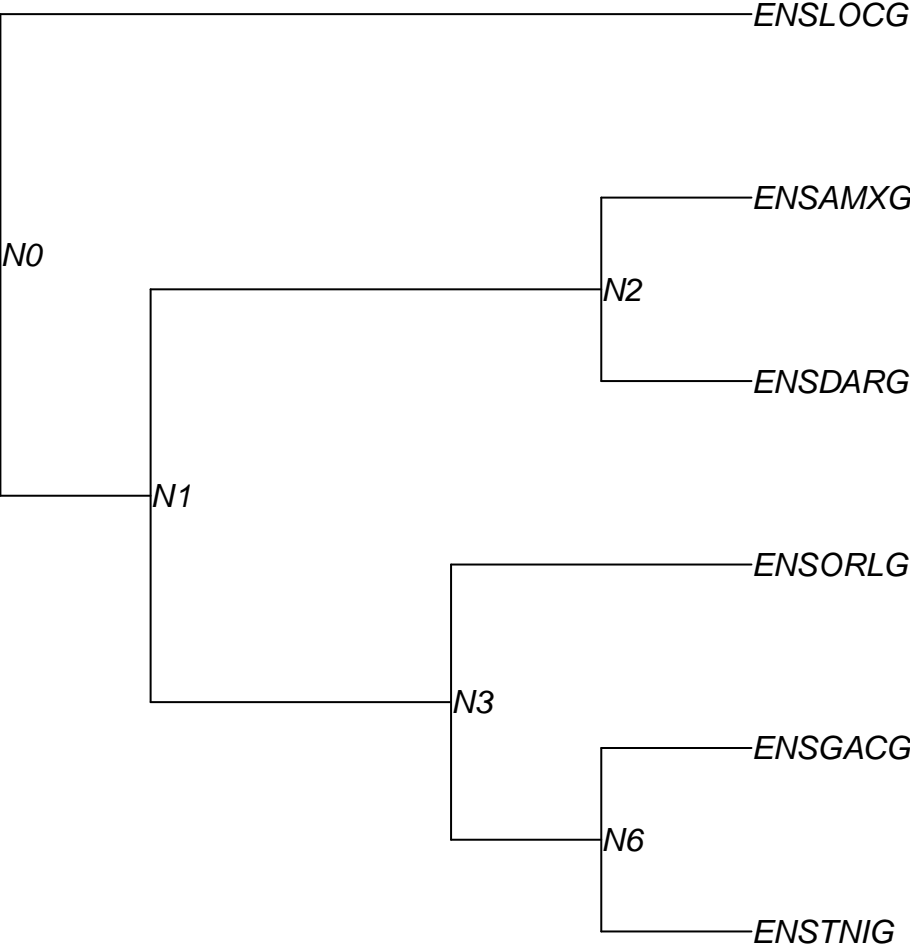 ENSLOCG
ENSAMXG
N0
N2
ENSDARG
N1
ENSORLG
N3
ENSGACG
N6
ENSTNIG